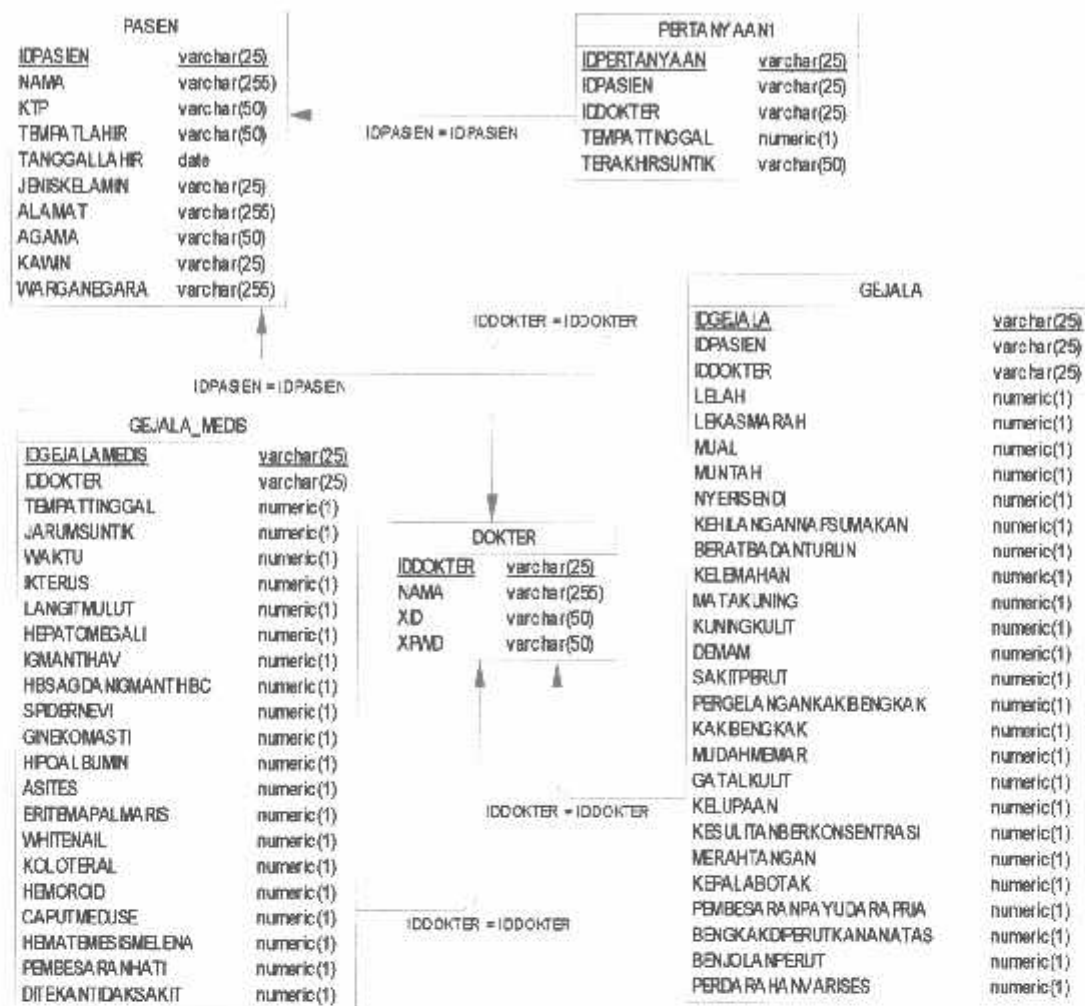 PASEN
IDPASIEN varchar(25)
NAMA varchar(255)
KTP varchar(50)
TEMPATLAHIR varchar(50)
TANGGALLAHIR date
JENISKELAMIN varchar(25)
ALAMAT varchar(255)
AGAMA varchar(50)
KAWIN varchar(25)
WARGANEGARA varchar(255)
PERTANYAAN1
IDPERTANYAAN varchar(25)
IDPASIEN varchar(25)
IDDOKTER varchar(25)
TEMPATTINGGAL numeric(1)
TERAKHIRSUNTIK varchar(50)
IDPASIEN = IDPASIEN
IDDOKTER = IDDOKTER
IDPASIEN = IDPASIEN
GEJALA
IDGEJALA varchar(25)
IDPASIEN varchar(25)
IDDOKTER varchar(25)
LELAH numeric(1)
LEKASMARAH numeric(1)
MUAL numeric(1)
MUNTAH numeric(1)
NYERISENDI numeric(1)
KEHILANGANNAFSUMAKAN numeric(1)
BERATBADANTURUN numeric(1)
KELEMAHAN numeric(1)
MATAKUNING numeric(1)
KUNINGKULIT numeric(1)
DEMAM numeric(1)
SAKITPERUT numeric(1)
PERGELANGANKAKIBENGKAK numeric(1)
KAKIBENGKAK numeric(1)
MUDAHMEMAR numeric(1)
GATALKULIT numeric(1)
KELUPAAN numeric(1)
KESULITANBERKONSENTRASI numeric(1)
MERAHTANGAN numeric(1)
KEPALABOTAK numeric(1)
PEMBESARANPAYUDARAPRIA numeric(1)
BENGKAKDIPERUTKANANATAS numeric(1)
BENJOLANPERUT numeric(1)
PERDARAHANVARISES numeric(1)
GEJALA_MEDIS
IDGEJALAMEDIS varchar(25)
IDDOKTER varchar(25)
TEMPATTINGGAL numeric(1)
JARUMSUNTIK numeric(1)
WAKTU numeric(1)
IKTERUS numeric(1)
LANGITMULUT numeric(1)
HEPATOMEGALI numeric(1)
IGMANTIHAV numeric(1)
HBSAGDANIGMANTIHBC numeric(1)
SPIDERNEVI numeric(1)
GINEKOMASTI numeric(1)
HIPOALBUMIN numeric(1)
ASITES numeric(1)
ERITEMAPALMARIS numeric(1)
WHITENAIL numeric(1)
KOLOTERAL numeric(1)
HEMOROID numeric(1)
CAPUTMEDUSE numeric(1)
HEMATEMESISMELENA numeric(1)
PEMBESARANHATI numeric(1)
DITEKANTIDAKSAKIT numeric(1)
DOKTER
IDDOKTER varchar(25)
NAMA varchar(255)
XID varchar(50)
XPWD varchar(50)
IDDOKTER = IDDOKTER
IDDOKTER = IDDOKTER